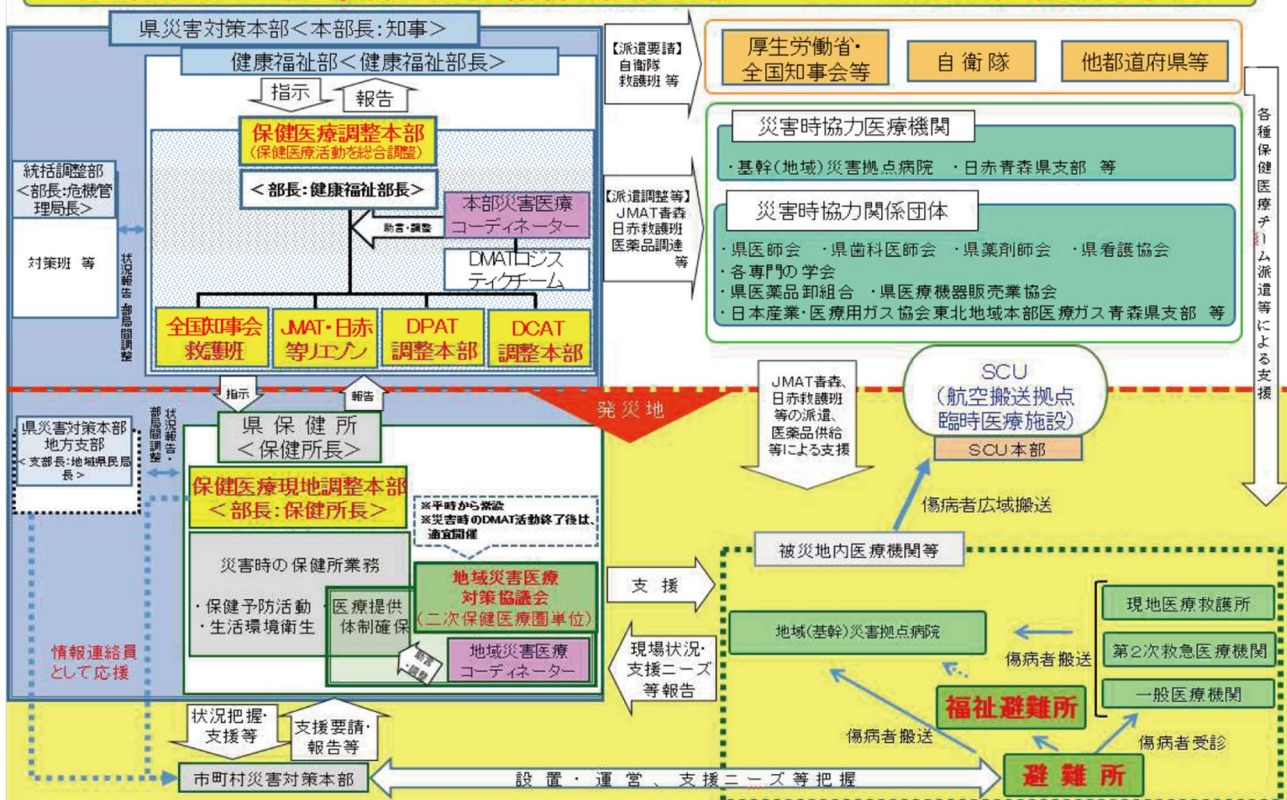 県災害対策本部<本部長:知事>
健康福祉部<健康福祉部長>
指示
報告
保健医療調整本部
(保健医療活動を総合調整)
<部長:健康福祉部長>
本部災害医療
コーディネーター
助言・調整
DMATロジス
ティクチーム
全国知事会
救護班
JMAT・日赤
等リエゾン
DPAT
調整本部
DCAT
調整本部
統括調整部
<部長:危機管
理局長>
対策班 等
状況報告・部局間調整
【派遣要請】
自衛隊
救護班 等
厚生労働省・
全国知事会等
自衛隊
他都道府県等
【派遣調整等】
JMAT青森
日赤救護班
医薬品調達
等
災害時協力医療機関
・基幹(地域)災害拠点病院 ・日赤青森県支部 等
災害時協力関係団体
・県医師会 ・県歯科医師会 ・県薬剤師会 ・県看護協会
・各専門の学会
・県医薬品卸組合 ・県医療機器販売業協会
・日本産業・医療用ガス協会東北地域本部医療ガス青森県支部 等
各種保健医療チーム派遣等による支援
指示
報告
発災地
JMAT青森、
日赤救護班
等の派遣、
医薬品供給
等による支援
SCU
(航空搬送拠点
臨時医療施設)
SCU本部
県災害対策本部
地方支部
<支部長:地域県民局
長>
状況報告・
部局間調整
県保健所
<保健所長>
保健医療現地調整本部
<部長:保健所長>
※平時から常設
※災害時のDMAT活動終了後は、
適宜開催
災害時の保健所業務
・保健予防活動
・生活環境衛生
・医療提供
体制確保
地域災害医療
対策協議会
(二次保健医療圏単位)
助言・調整
地域災害医療
コーディネーター
情報連絡員
として応援
支援
現場状況・
支援ニーズ
等報告
傷病者広域搬送
被災地内医療機関等
地域(基幹)災害拠点病院
現地医療救護所
第2次救急医療機関
一般医療機関
傷病者搬送
福祉避難所
傷病者搬送
傷病者受診
避難所
状況把握・
支援等
支援要請・
報告等
市町村災害対策本部
設置・運営、支援ニーズ等把握